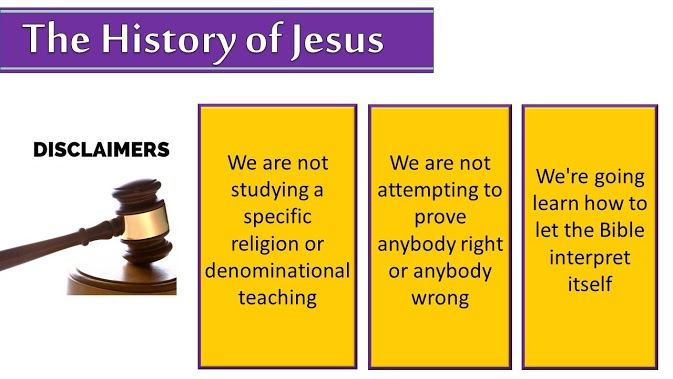 The History of Jesus
DISCLAIMERS
We are not
studying a
specific
religion or
denominational
teaching
We are not
attempting to
prove
anybody right
or anybody
wrong
We're going
learn how to
let the Bible
interpret
itself